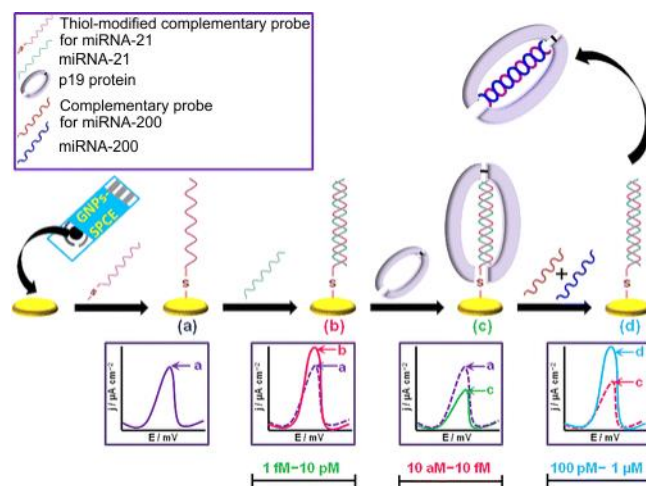 Thiol-modified complementary probe
for miRNA-21
miRNA-21
p19 protein
Complementary probe
for miRNA-200
miRNA-200
GNPs-
SPCE
S
S
S
S
S
+
(a)
(b)
(c)
(d)
j / µA cm⁻²
a
E / mV
j / µA cm⁻²
b
a
E / mV
j / µA cm⁻²
a
c
E / mV
j / µA cm⁻²
d
c
E / mV
1 fM–10 pM
10 aM–10 fM
100 pM– 1 µM